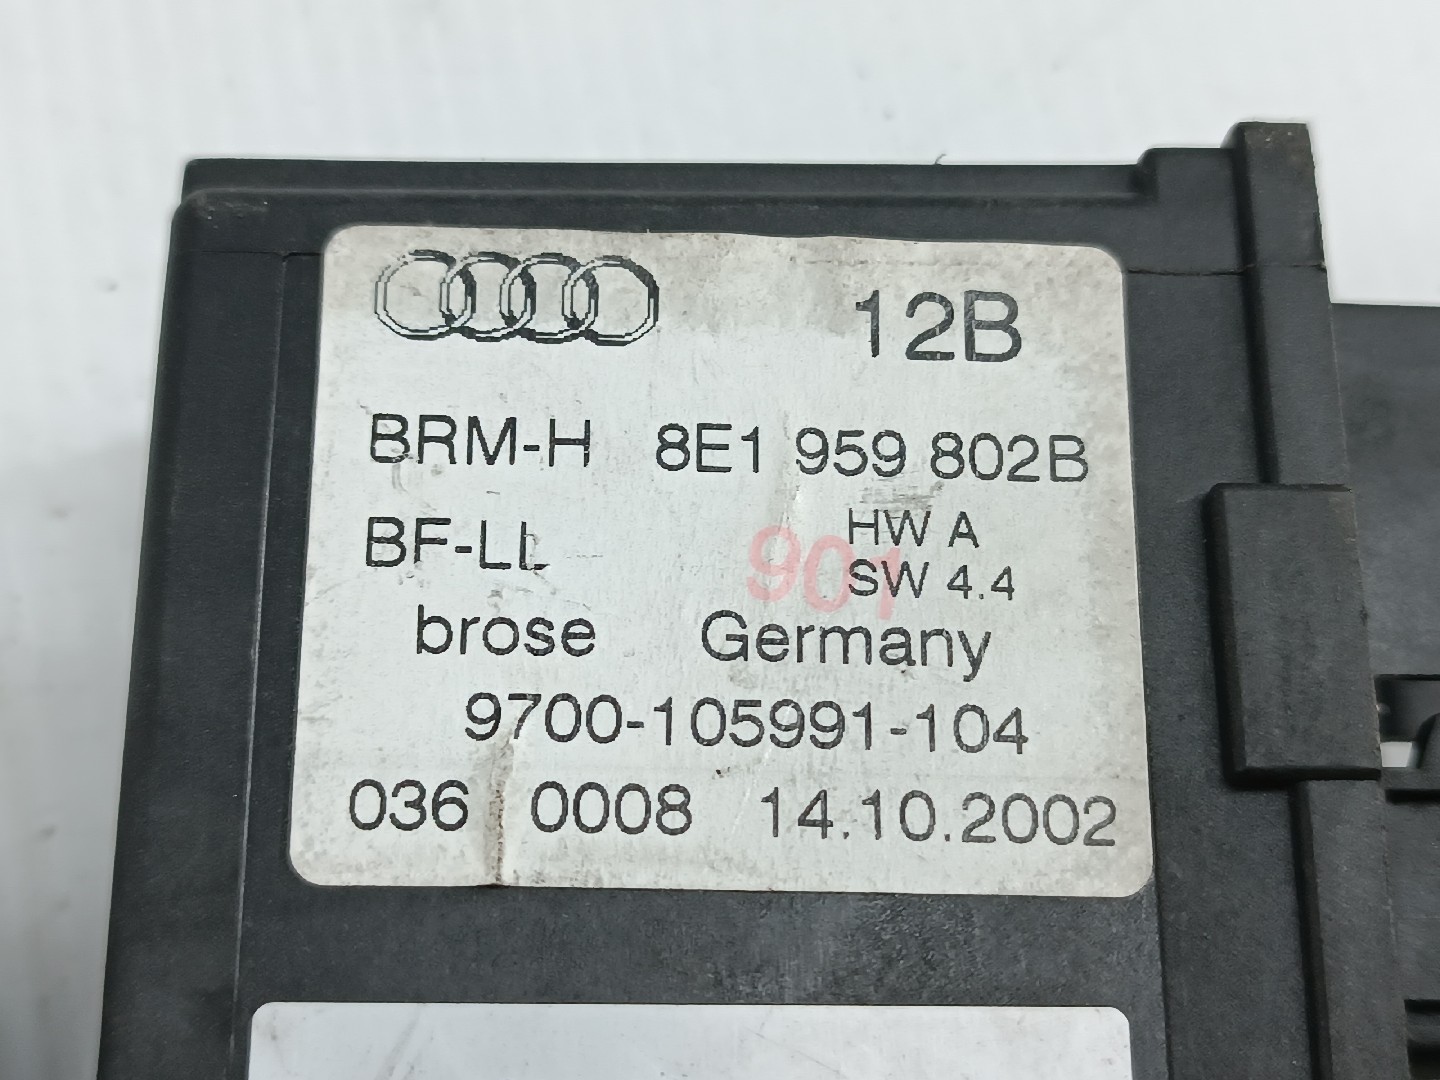 12B
BRM-H 8E1 959 802B
BF-LL HW A
901 SW 4.4
brose Germany
9700-105991-104
036 0008 14.10.2002